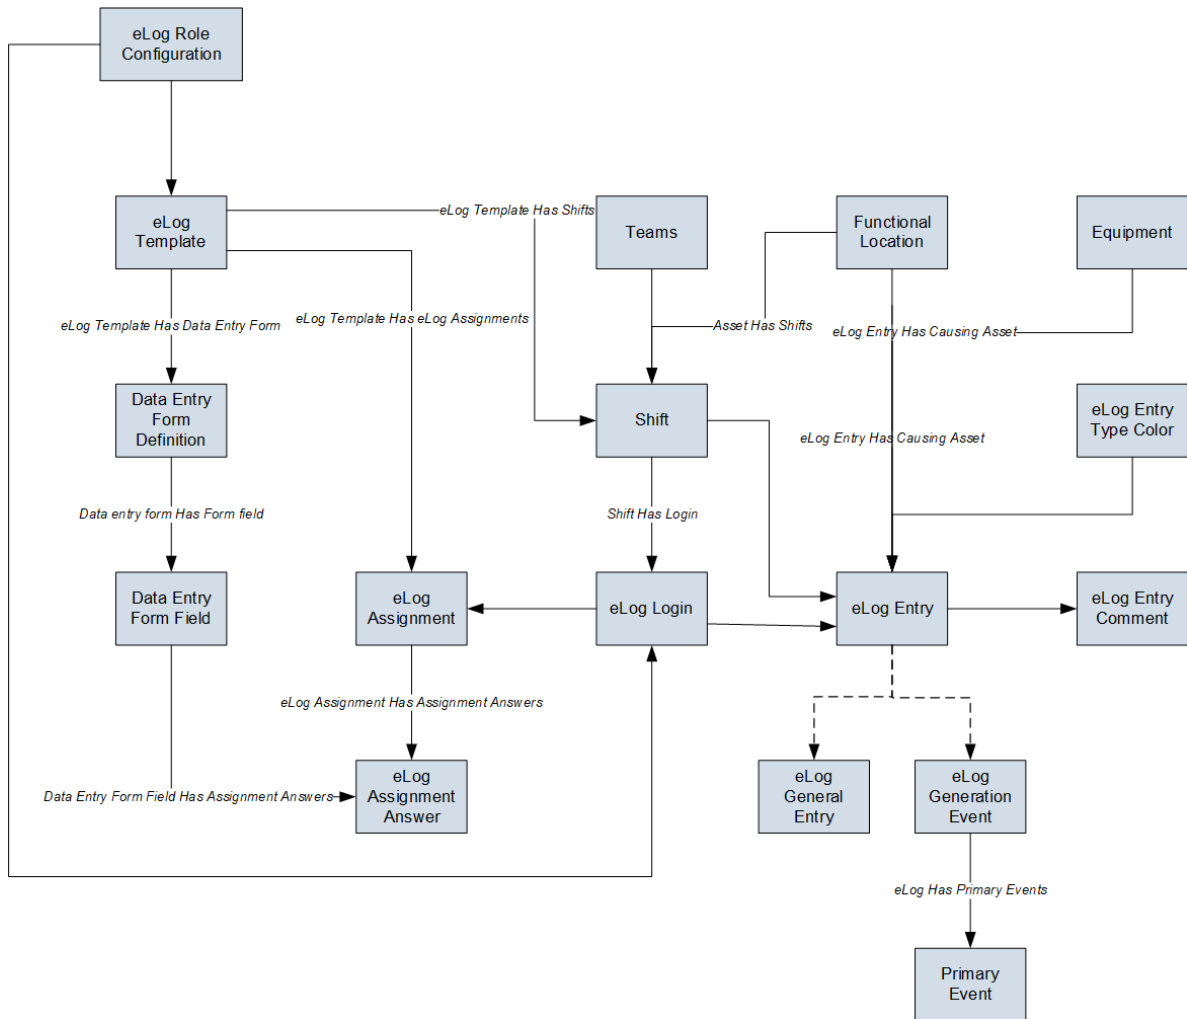 eLog Role
Configuration
eLog
Template
eLog Template Has Shifts
Teams
Functional
Location
Equipment
eLog Template Has Data Entry Form
eLog Template Has eLog Assignments
Asset Has Shifts
eLog Entry Has Causing Asset
Data Entry
Form
Definition
Shift
eLog Entry Has Causing Asset
eLog Entry
Type Color
Data entry form Has Form field
Shift Has Login
Data Entry
Form Field
eLog
Assignment
eLog Login
eLog Entry
eLog Entry
Comment
eLog Assignment Has Assignment Answers
Data Entry Form Field Has Assignment Answers
eLog
Assignment
Answer
eLog
General
Entry
eLog
Generation
Event
eLog Has Primary Events
Primary
Event